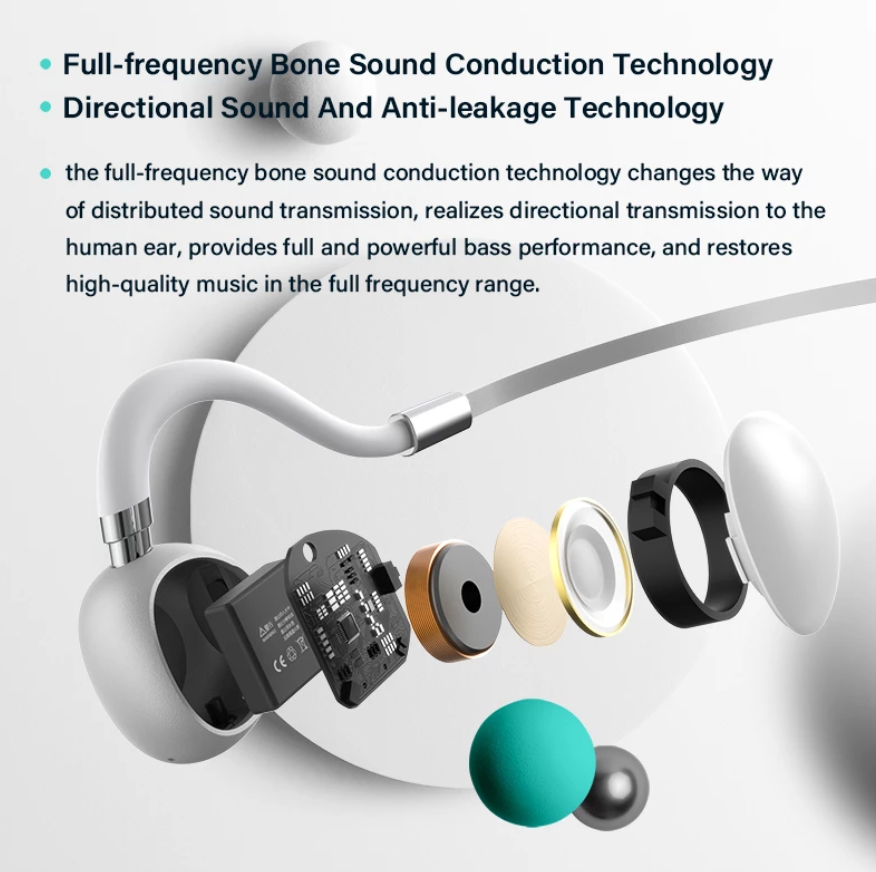 Full-frequency Bone Sound Conduction Technology
Directional Sound And Anti-leakage Technology
the full-frequency bone sound conduction technology changes the way
of distributed sound transmission, realizes directional transmission to the
human ear, provides full and powerful bass performance, and restores
high-quality music in the full frequency range.
CE